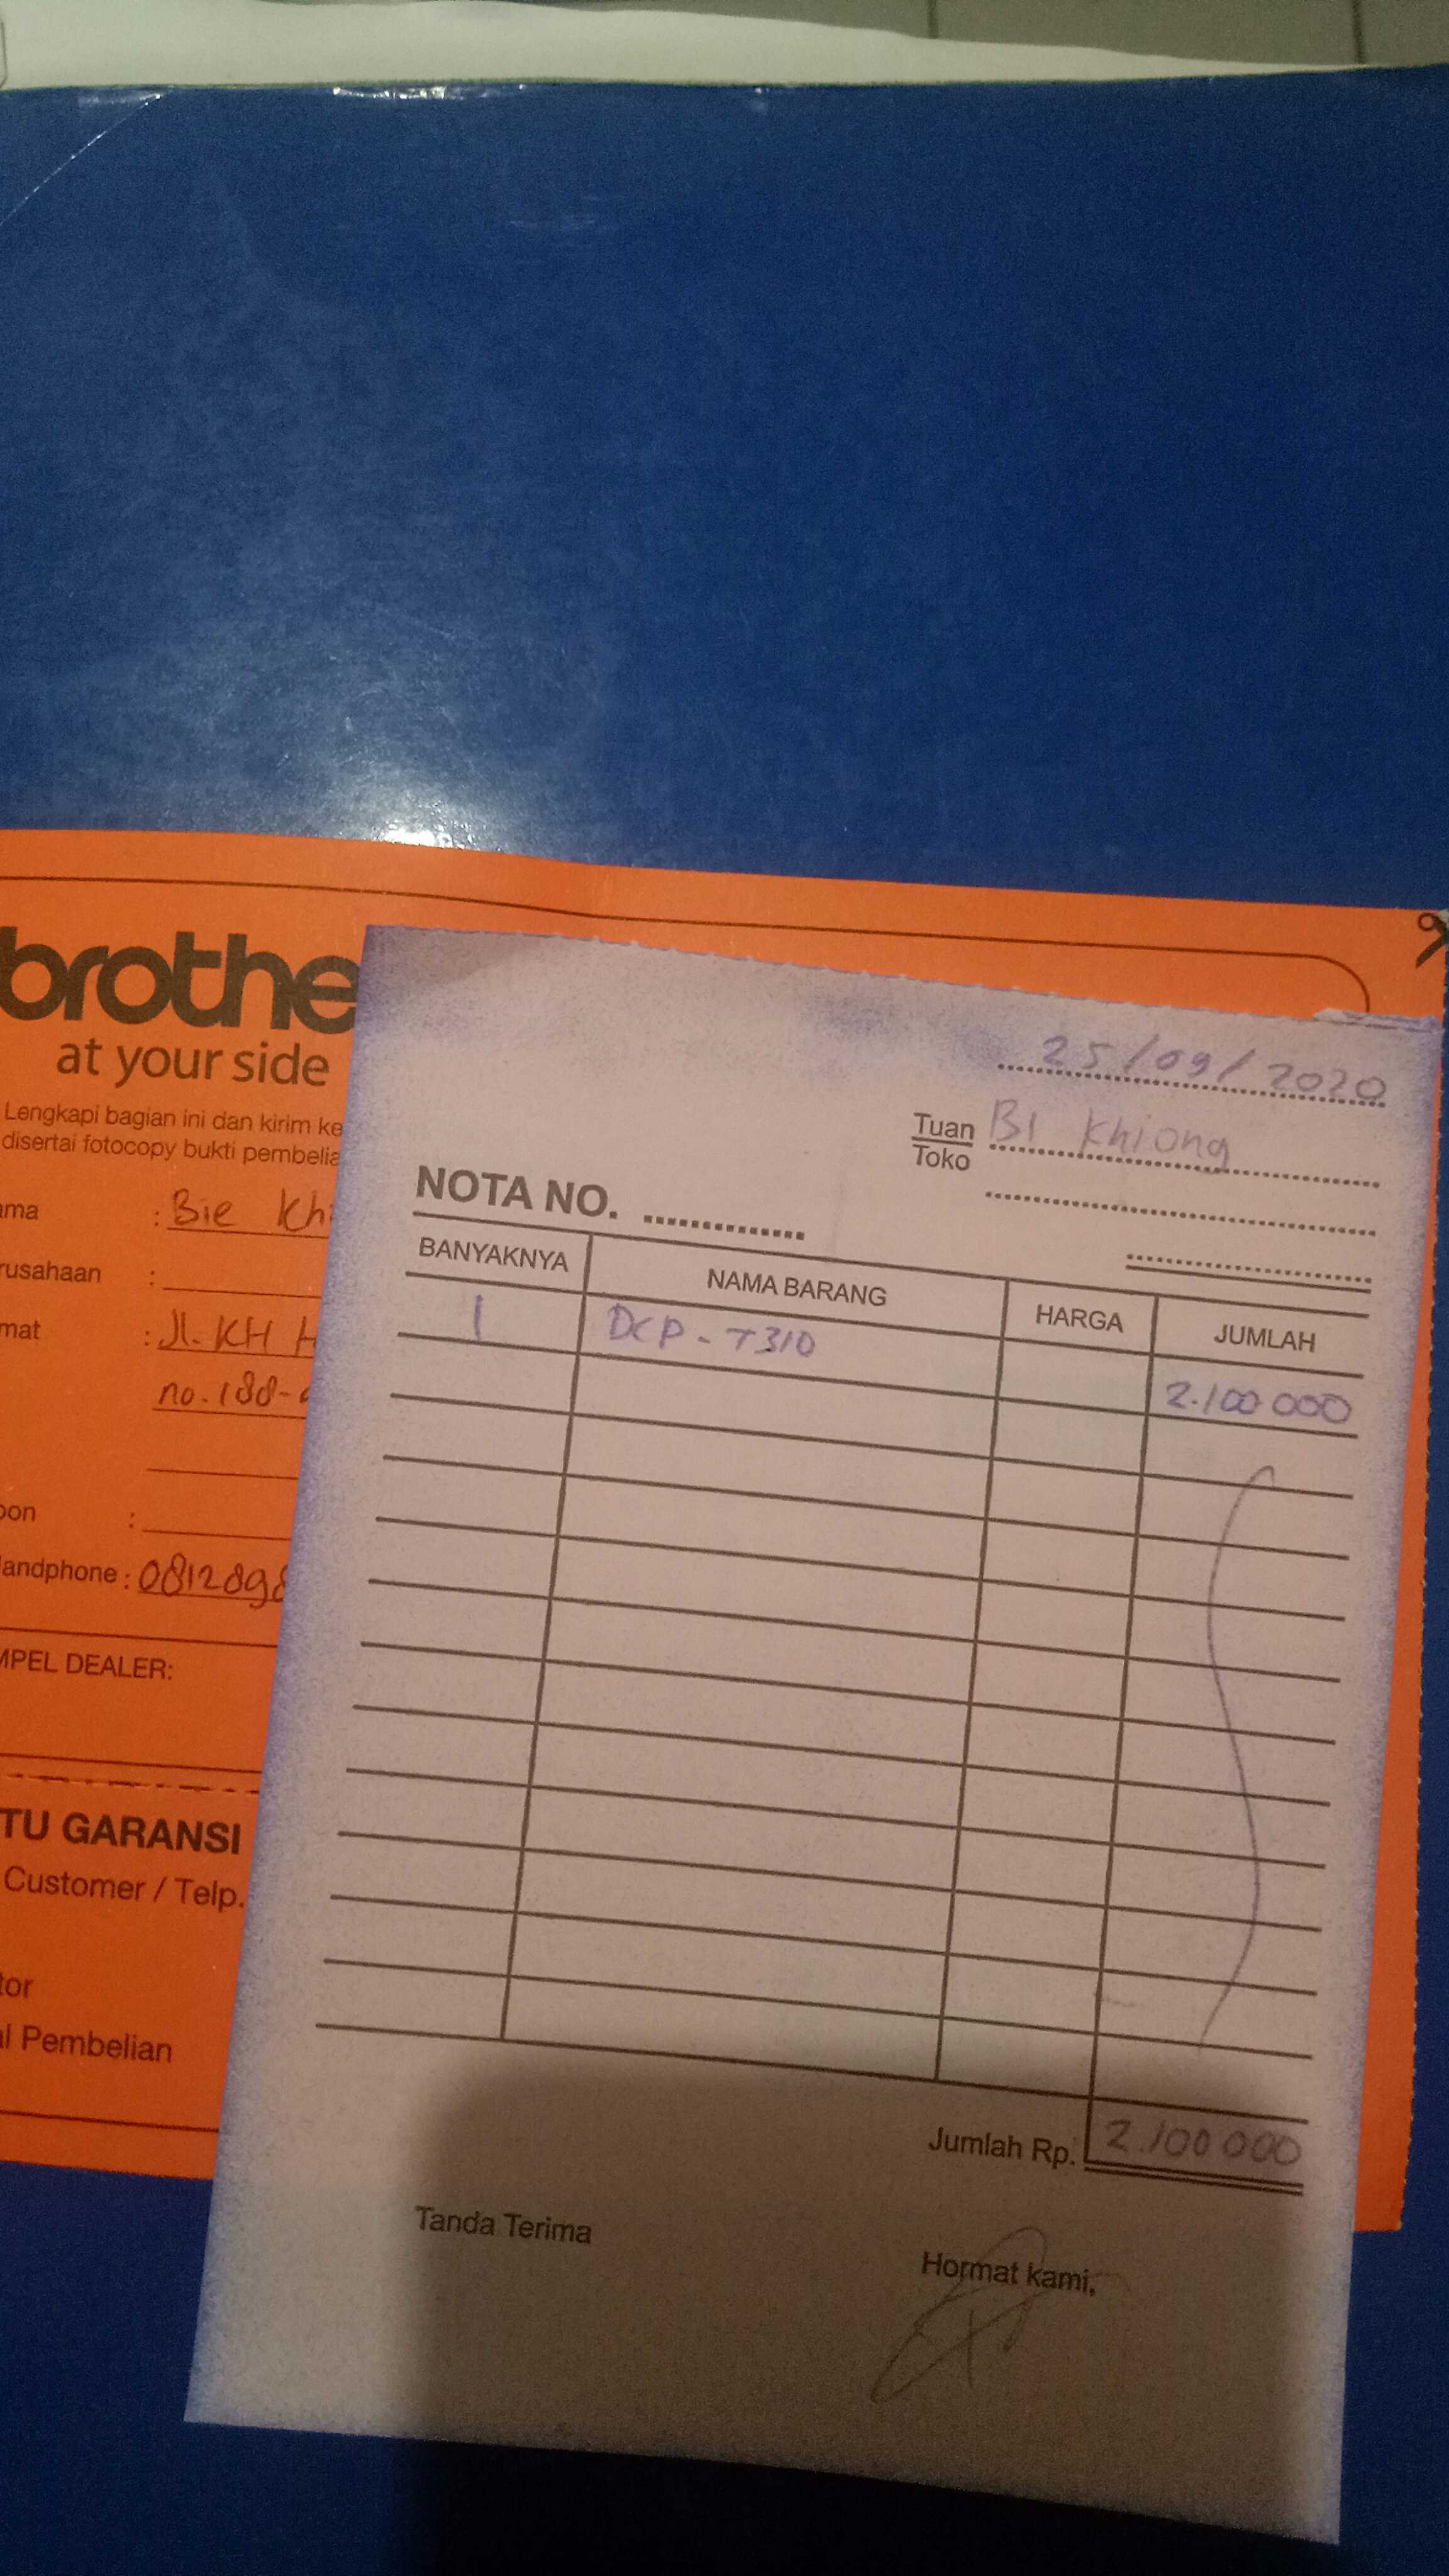 brothe
at your side
Lengkapi bagian ini dan kirim ke
disertai fotocopy bukti pembelia
ama : Bie Khi
rusahaan :
mat : Jl. KH H
no. 188-
pon :
andphone : 081289
MPEL DEALER:
TU GARANSI
Customer / Telp.
tor
al Pembelian
25/09/2020
Tuan BI Khiong
Toko
NOTA NO.
BANYAKNYA NAMA BARANG HARGA JUMLAH
1 DCP-T310 2.100 000
Jumlah Rp. 2.100 000
Tanda Terima Hormat kami,